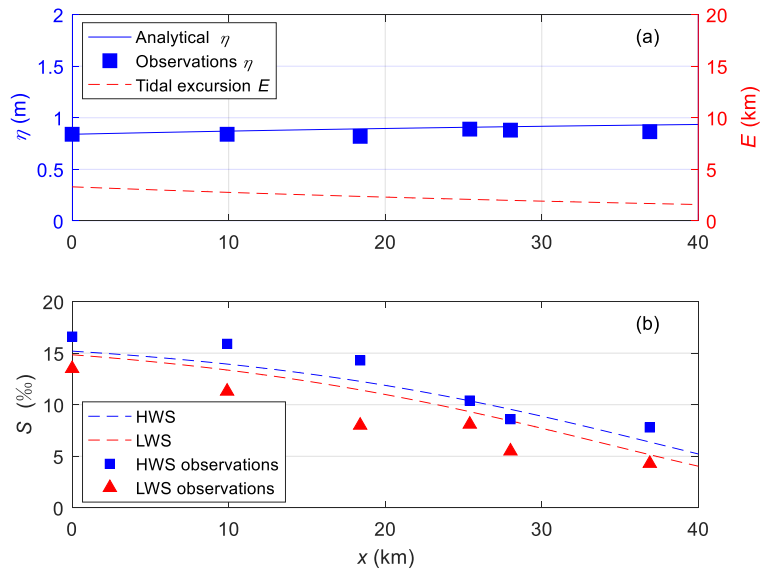 2
20
Analytical η
Observations η
Tidal excursion E
(a)
1.5
15
η (m)
1
10
E (km)
0.5
5
0
0
0 10 20 30 40
20
(b)
15
S (‰)
10
HWS
LWS
HWS observations
LWS observations
5
0
0 10 20 30 40
x (km)